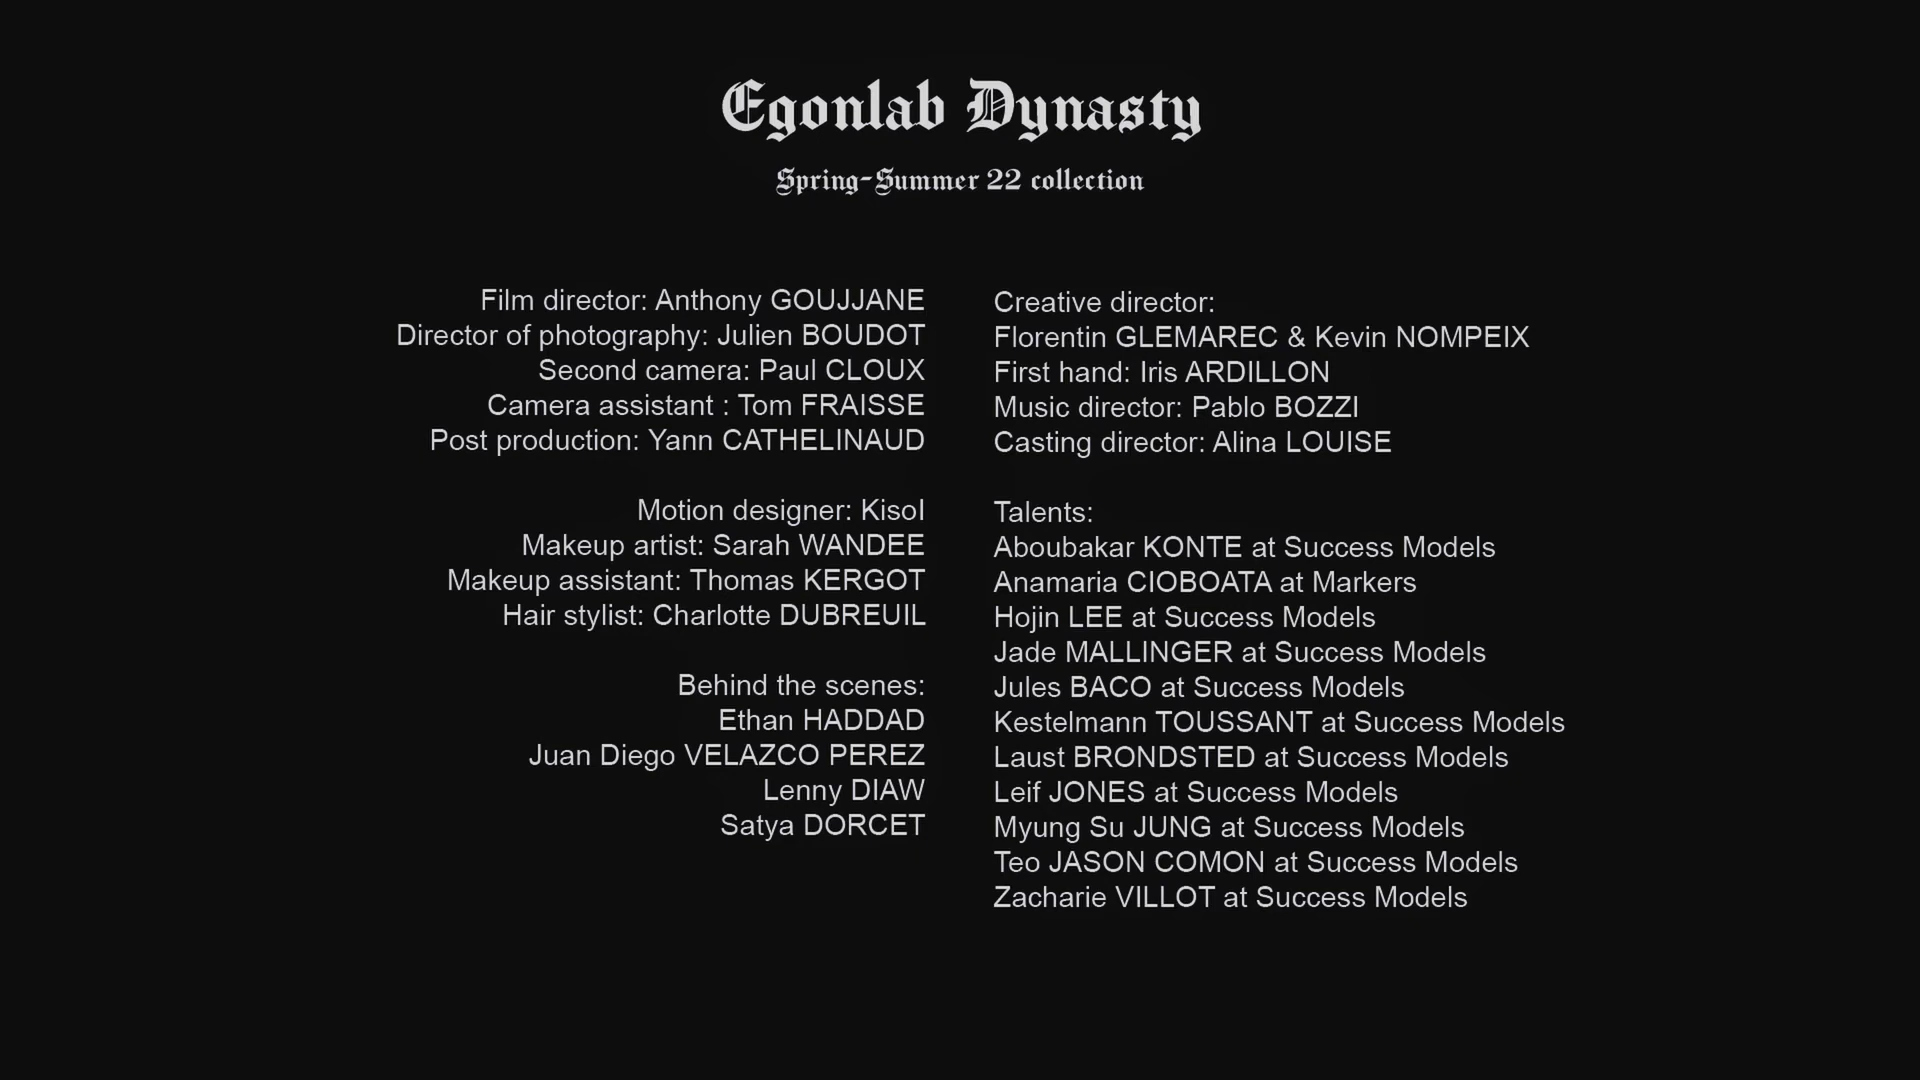 Egonlab Dynasty
Spring-Summer 22 collection
Film director: Anthony GOUJJANE
Director of photography: Julien BOUDOT
Second camera: Paul CLOUX
Camera assistant : Tom FRAISSE
Post production: Yann CATHELINAUD
Motion designer: Kisol
Makeup artist: Sarah WANDEE
Makeup assistant: Thomas KERGOT
Hair stylist: Charlotte DUBREUIL
Behind the scenes:
Ethan HADDAD
Juan Diego VELAZCO PEREZ
Lenny DIAW
Satya DORCET
Creative director:
Florentin GLEMAREC & Kevin NOMPEIX
First hand: Iris ARDILLON
Music director: Pablo BOZZI
Casting director: Alina LOUISE
Talents:
Aboubakar KONTE at Success Models
Anamaria CIOBOATA at Markers
Hojin LEE at Success Models
Jade MALLINGER at Success Models
Jules BACO at Success Models
Kestelmann TOUSSANT at Success Models
Laust BRONDSTED at Success Models
Leif JONES at Success Models
Myung Su JUNG at Success Models
Teo JASON COMON at Success Models
Zacharie VILLOT at Success Models